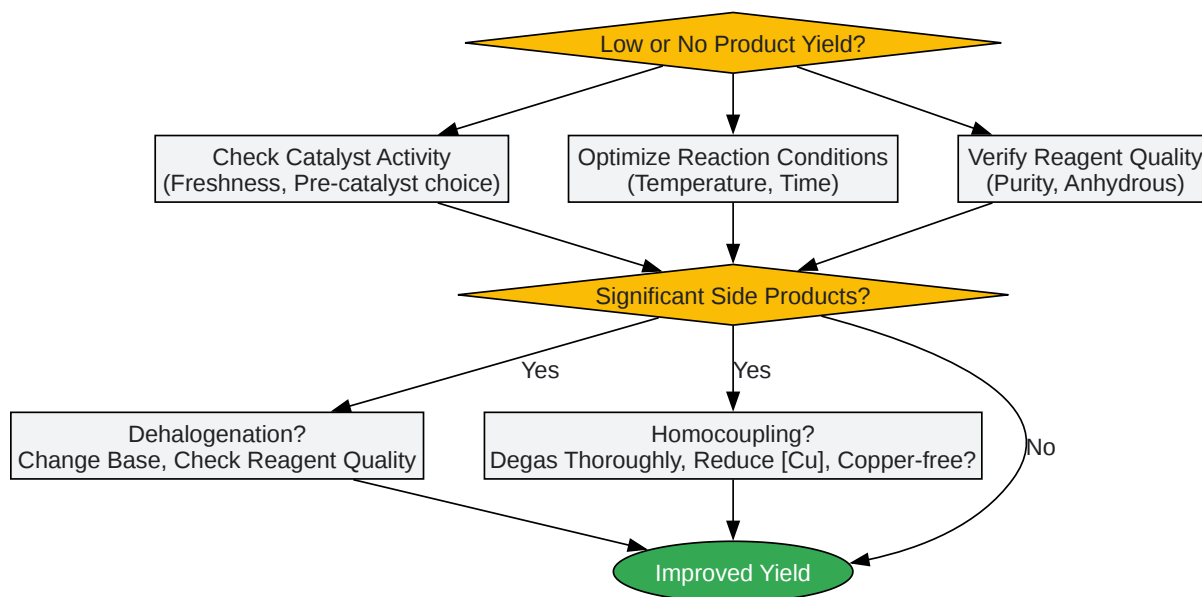 Low or No Product Yield?
Check Catalyst Activity
(Freshness, Pre-catalyst choice)
Optimize Reaction Conditions
(Temperature, Time)
Verify Reagent Quality
(Purity, Anhydrous)
Significant Side Products?
Yes
Yes
No
Dehalogenation?
Change Base, Check Reagent Quality
Homocoupling?
Degas Thoroughly, Reduce [Cu], Copper-free?
Improved Yield